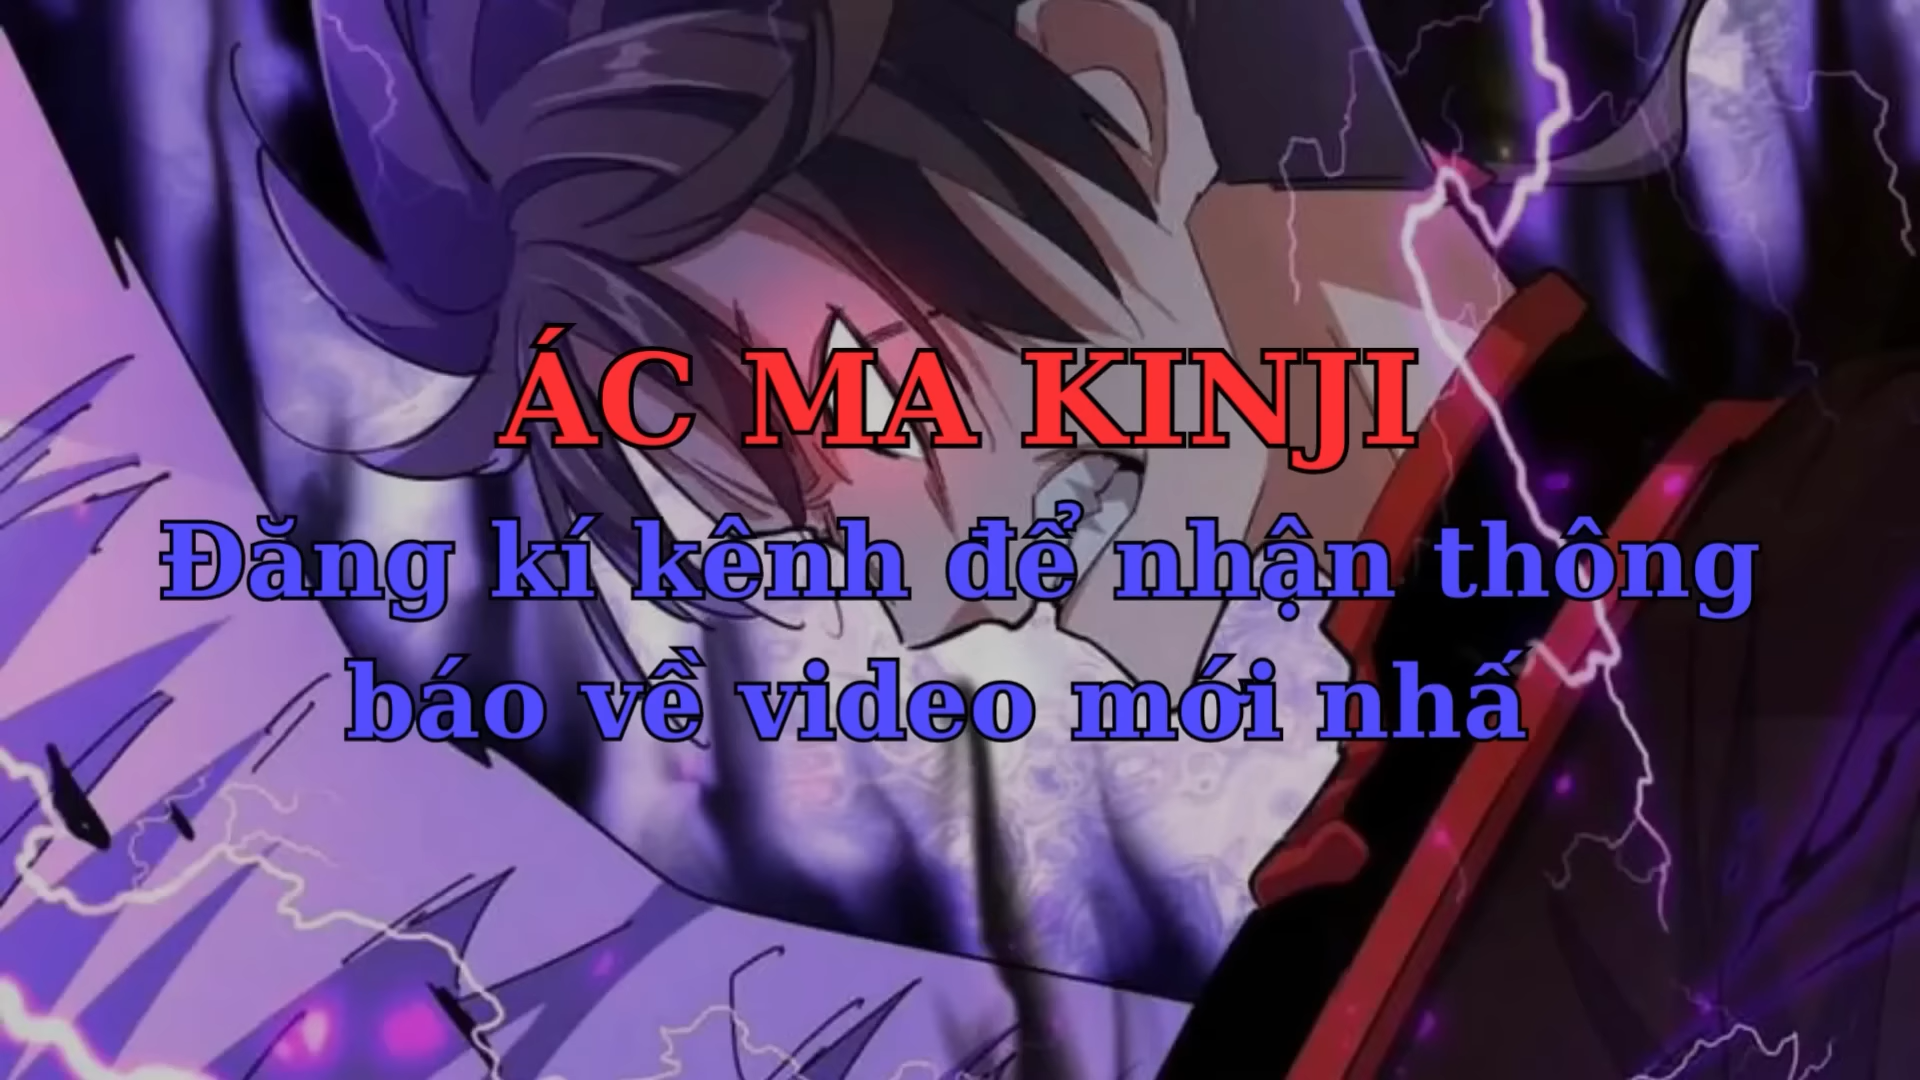 ÁC MA KINJI
Đăng kí kênh để nhận thông
báo về video mới nhấ